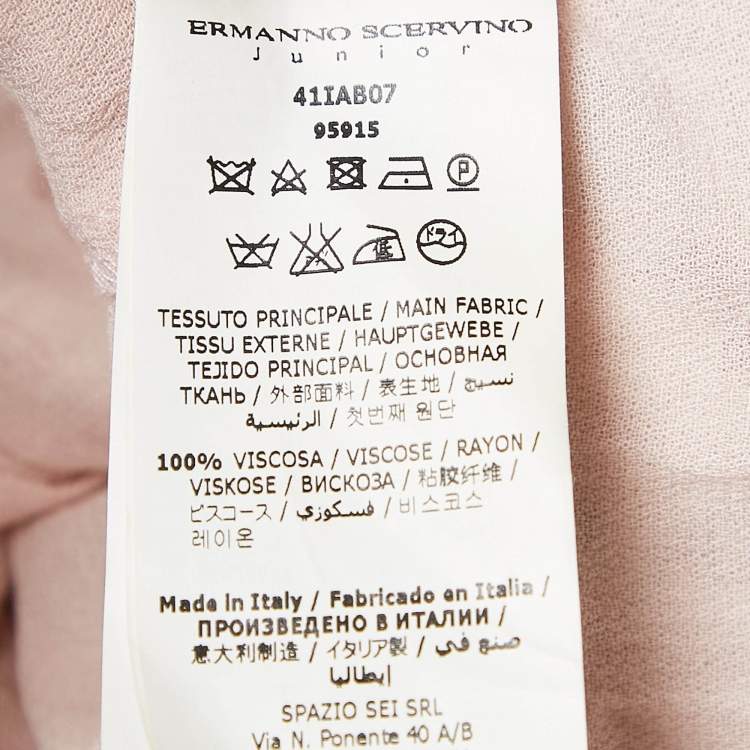 ERMANNO SCERVINO
Junior
41IAB07
95915
P
低 ドライ
TESSUTO PRINCIPALE / MAIN FABRIC /
TISSU EXTERNE / HAUPTGEWEBE /
TEJIDO PRINCIPAL / ОСНОВНАЯ
ТКАНЬ / 外部面料 / 表生地 / نسيج
الرئيسية / 첫번째 원단
100% VISCOSA / VISCOSE / RAYON /
VISKOSE / ВИСКОЗА / 粘胶纤维 /
ビスコース / فسكوزي / 비스코스
레이온
Made in Italy / Fabricado en Italia /
ПРОИЗВЕДЕНО В ИТАЛИИ /
意大利制造 / イタリア製 / صنع في
إيطاليا
SPAZIO SEI SRL
Via N. Ponente 40 A/B